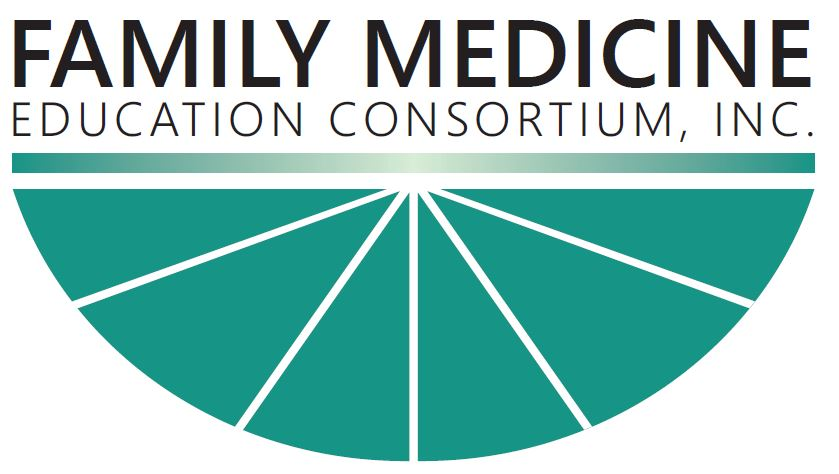 FAMILY MEDICINE
EDUCATION CONSORTIUM, INC.